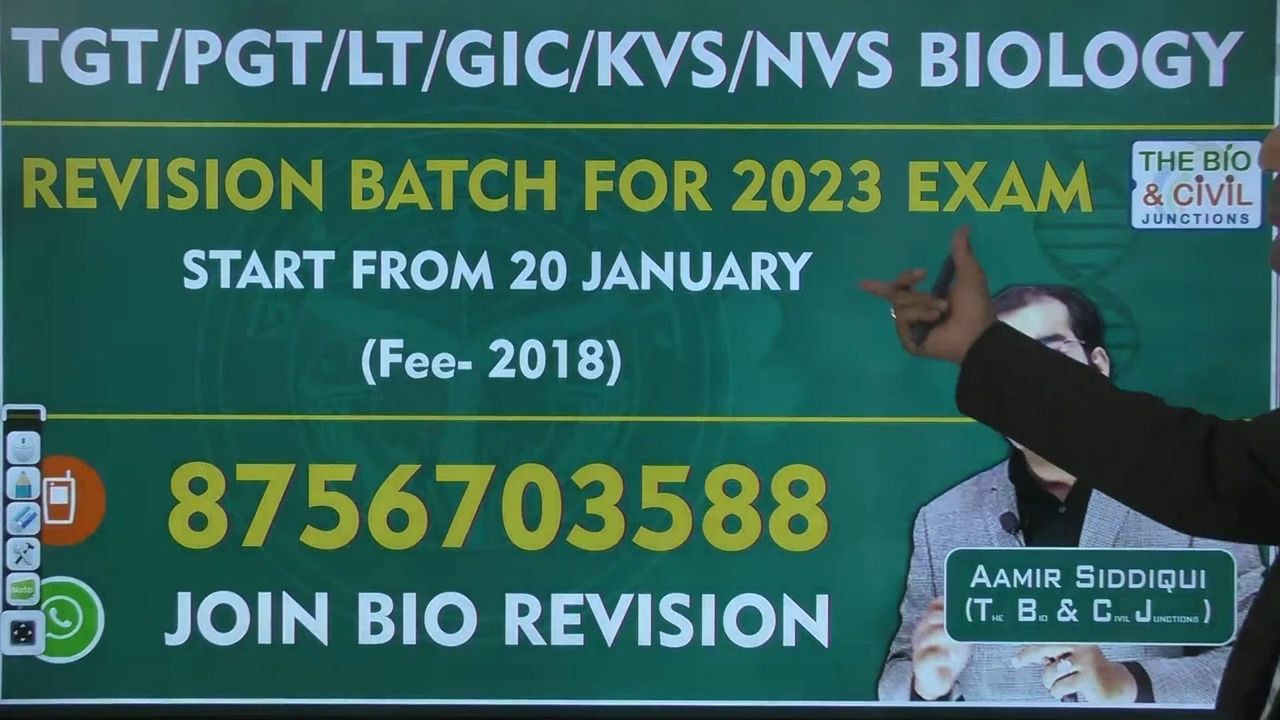 TGT/PGT/LT/GIC/KVS/NVS BIOLOGY
REVISION BATCH FOR 2023 EXAM
THE BIO
& CIVIL
JUNCTIONS
START FROM 20 JANUARY
(Fee- 2018)
8756703588
JOIN BIO REVISION
Note
AAMIR SIDDIQUI
(THE BIO & CIVIL JUNCTIONS)